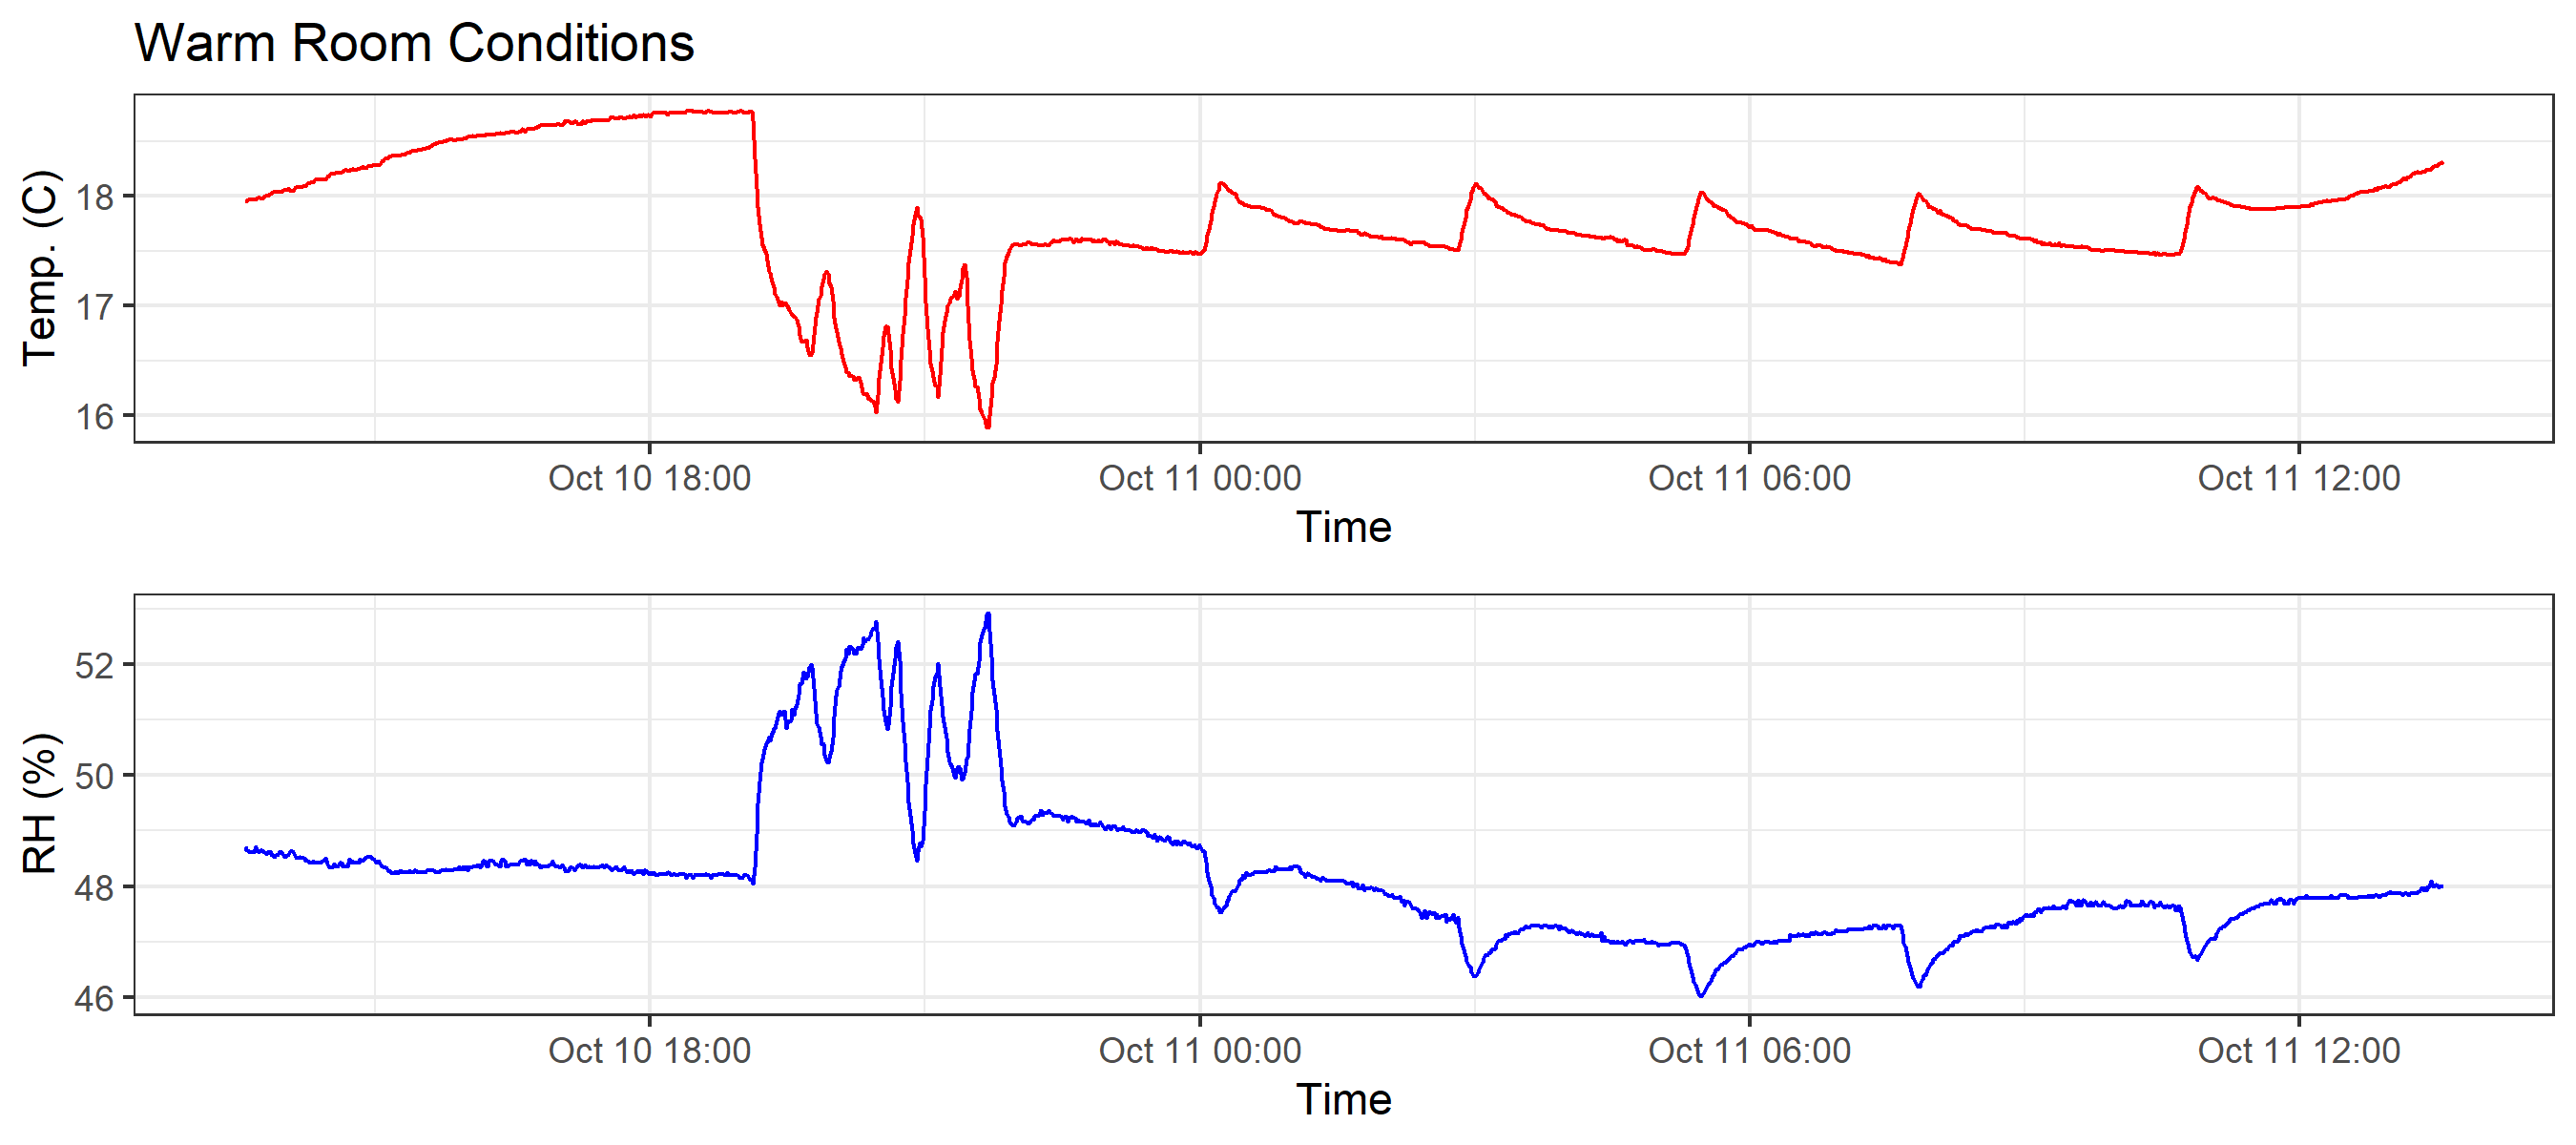 Warm Room Conditions
Temp. (C)
18
17
16
Oct 10 18:00 Oct 11 00:00 Oct 11 06:00 Oct 11 12:00
Time
RH (%)
52
50
48
46
Oct 10 18:00 Oct 11 00:00 Oct 11 06:00 Oct 11 12:00
Time